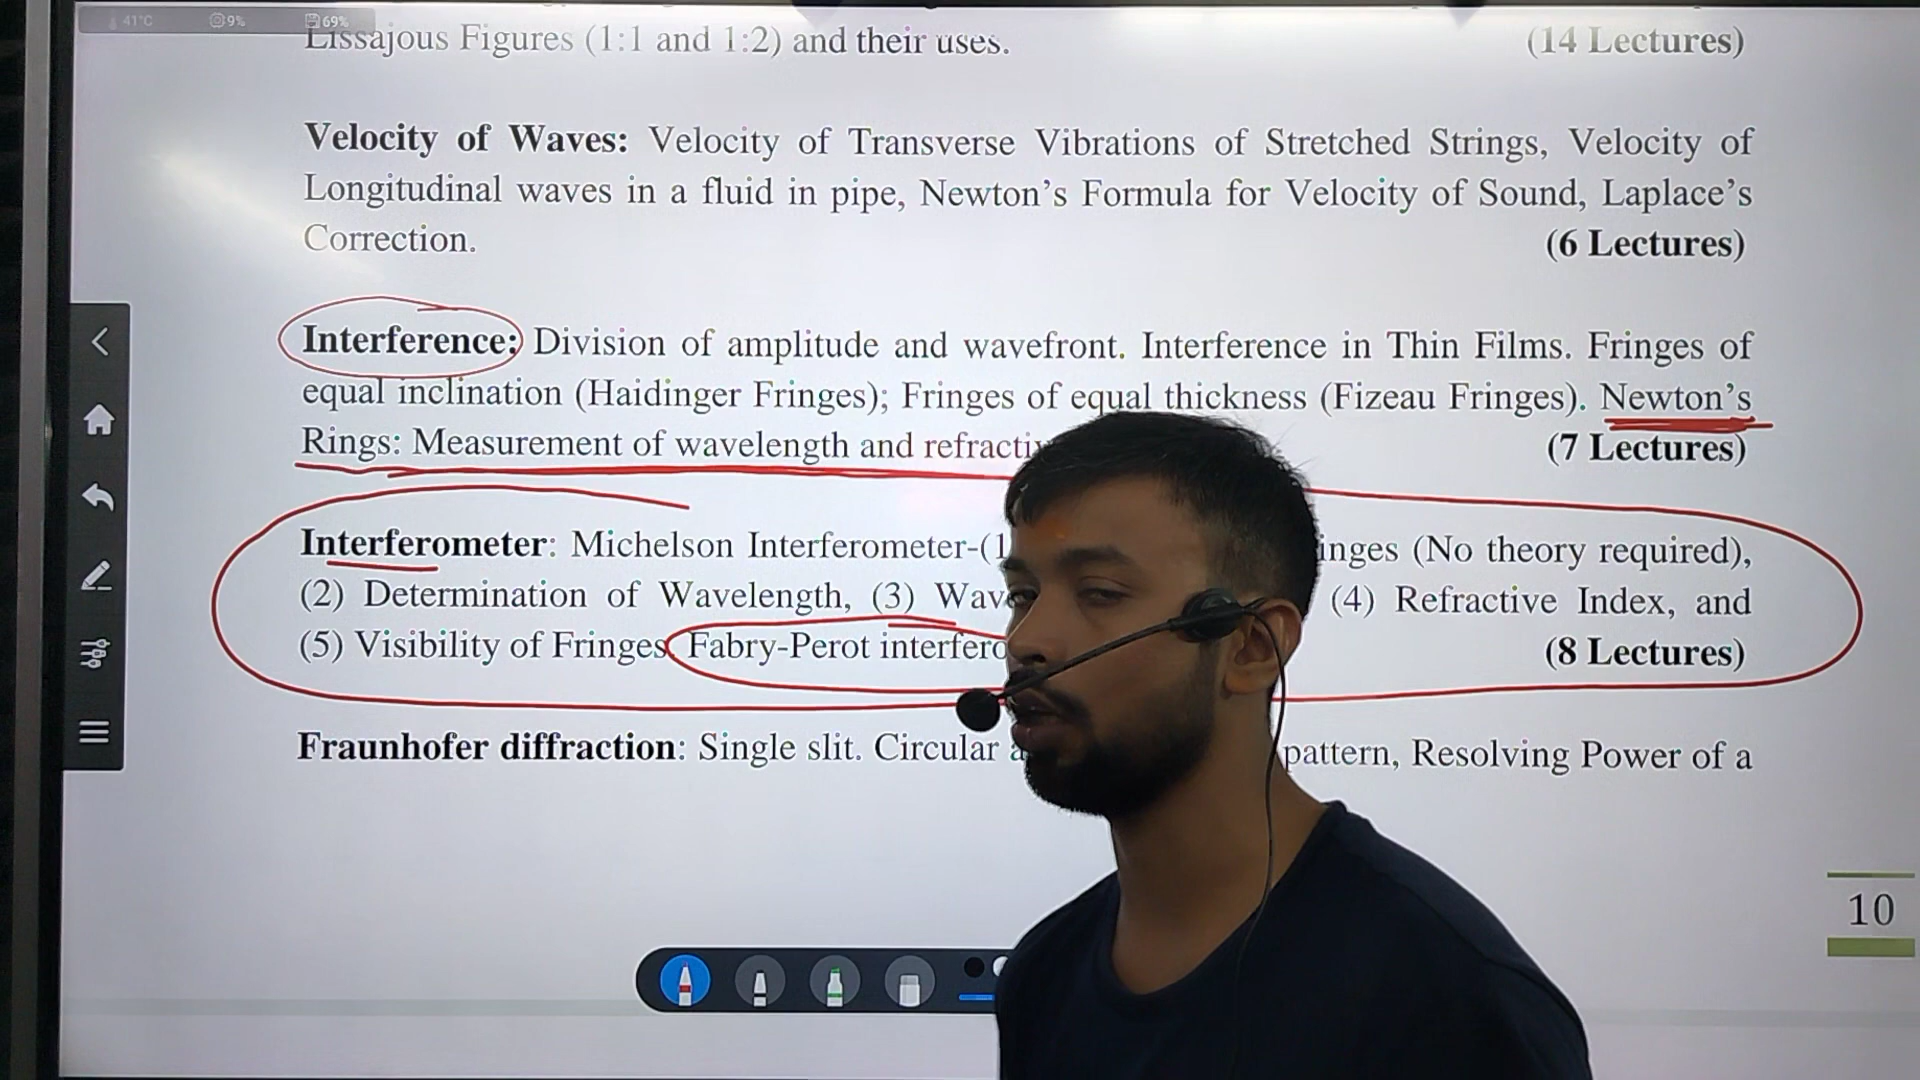 41°C 9% 69%
Lissajous Figures (1:1 and 1:2) and their uses. (14 Lectures)
Velocity of Waves: Velocity of Transverse Vibrations of Stretched Strings, Velocity of
Longitudinal waves in a fluid in pipe, Newton's Formula for Velocity of Sound, Laplace's
Correction. (6 Lectures)
Interference: Division of amplitude and wavefront. Interference in Thin Films. Fringes of
equal inclination (Haidinger Fringes); Fringes of equal thickness (Fizeau Fringes). Newton's
Rings: Measurement of wavelength and (7 Lectures)
Interferometer: Michelson Interferometer-(1 (No theory required),
(2) Determination of Wavelength, (3) (4) Refractive Index, and
(5) Visibility of Fringes. Fabry-Perot (8 Lectures)
Fraunhofer diffraction: Single slit. Circular pattern, Resolving Power of a
10